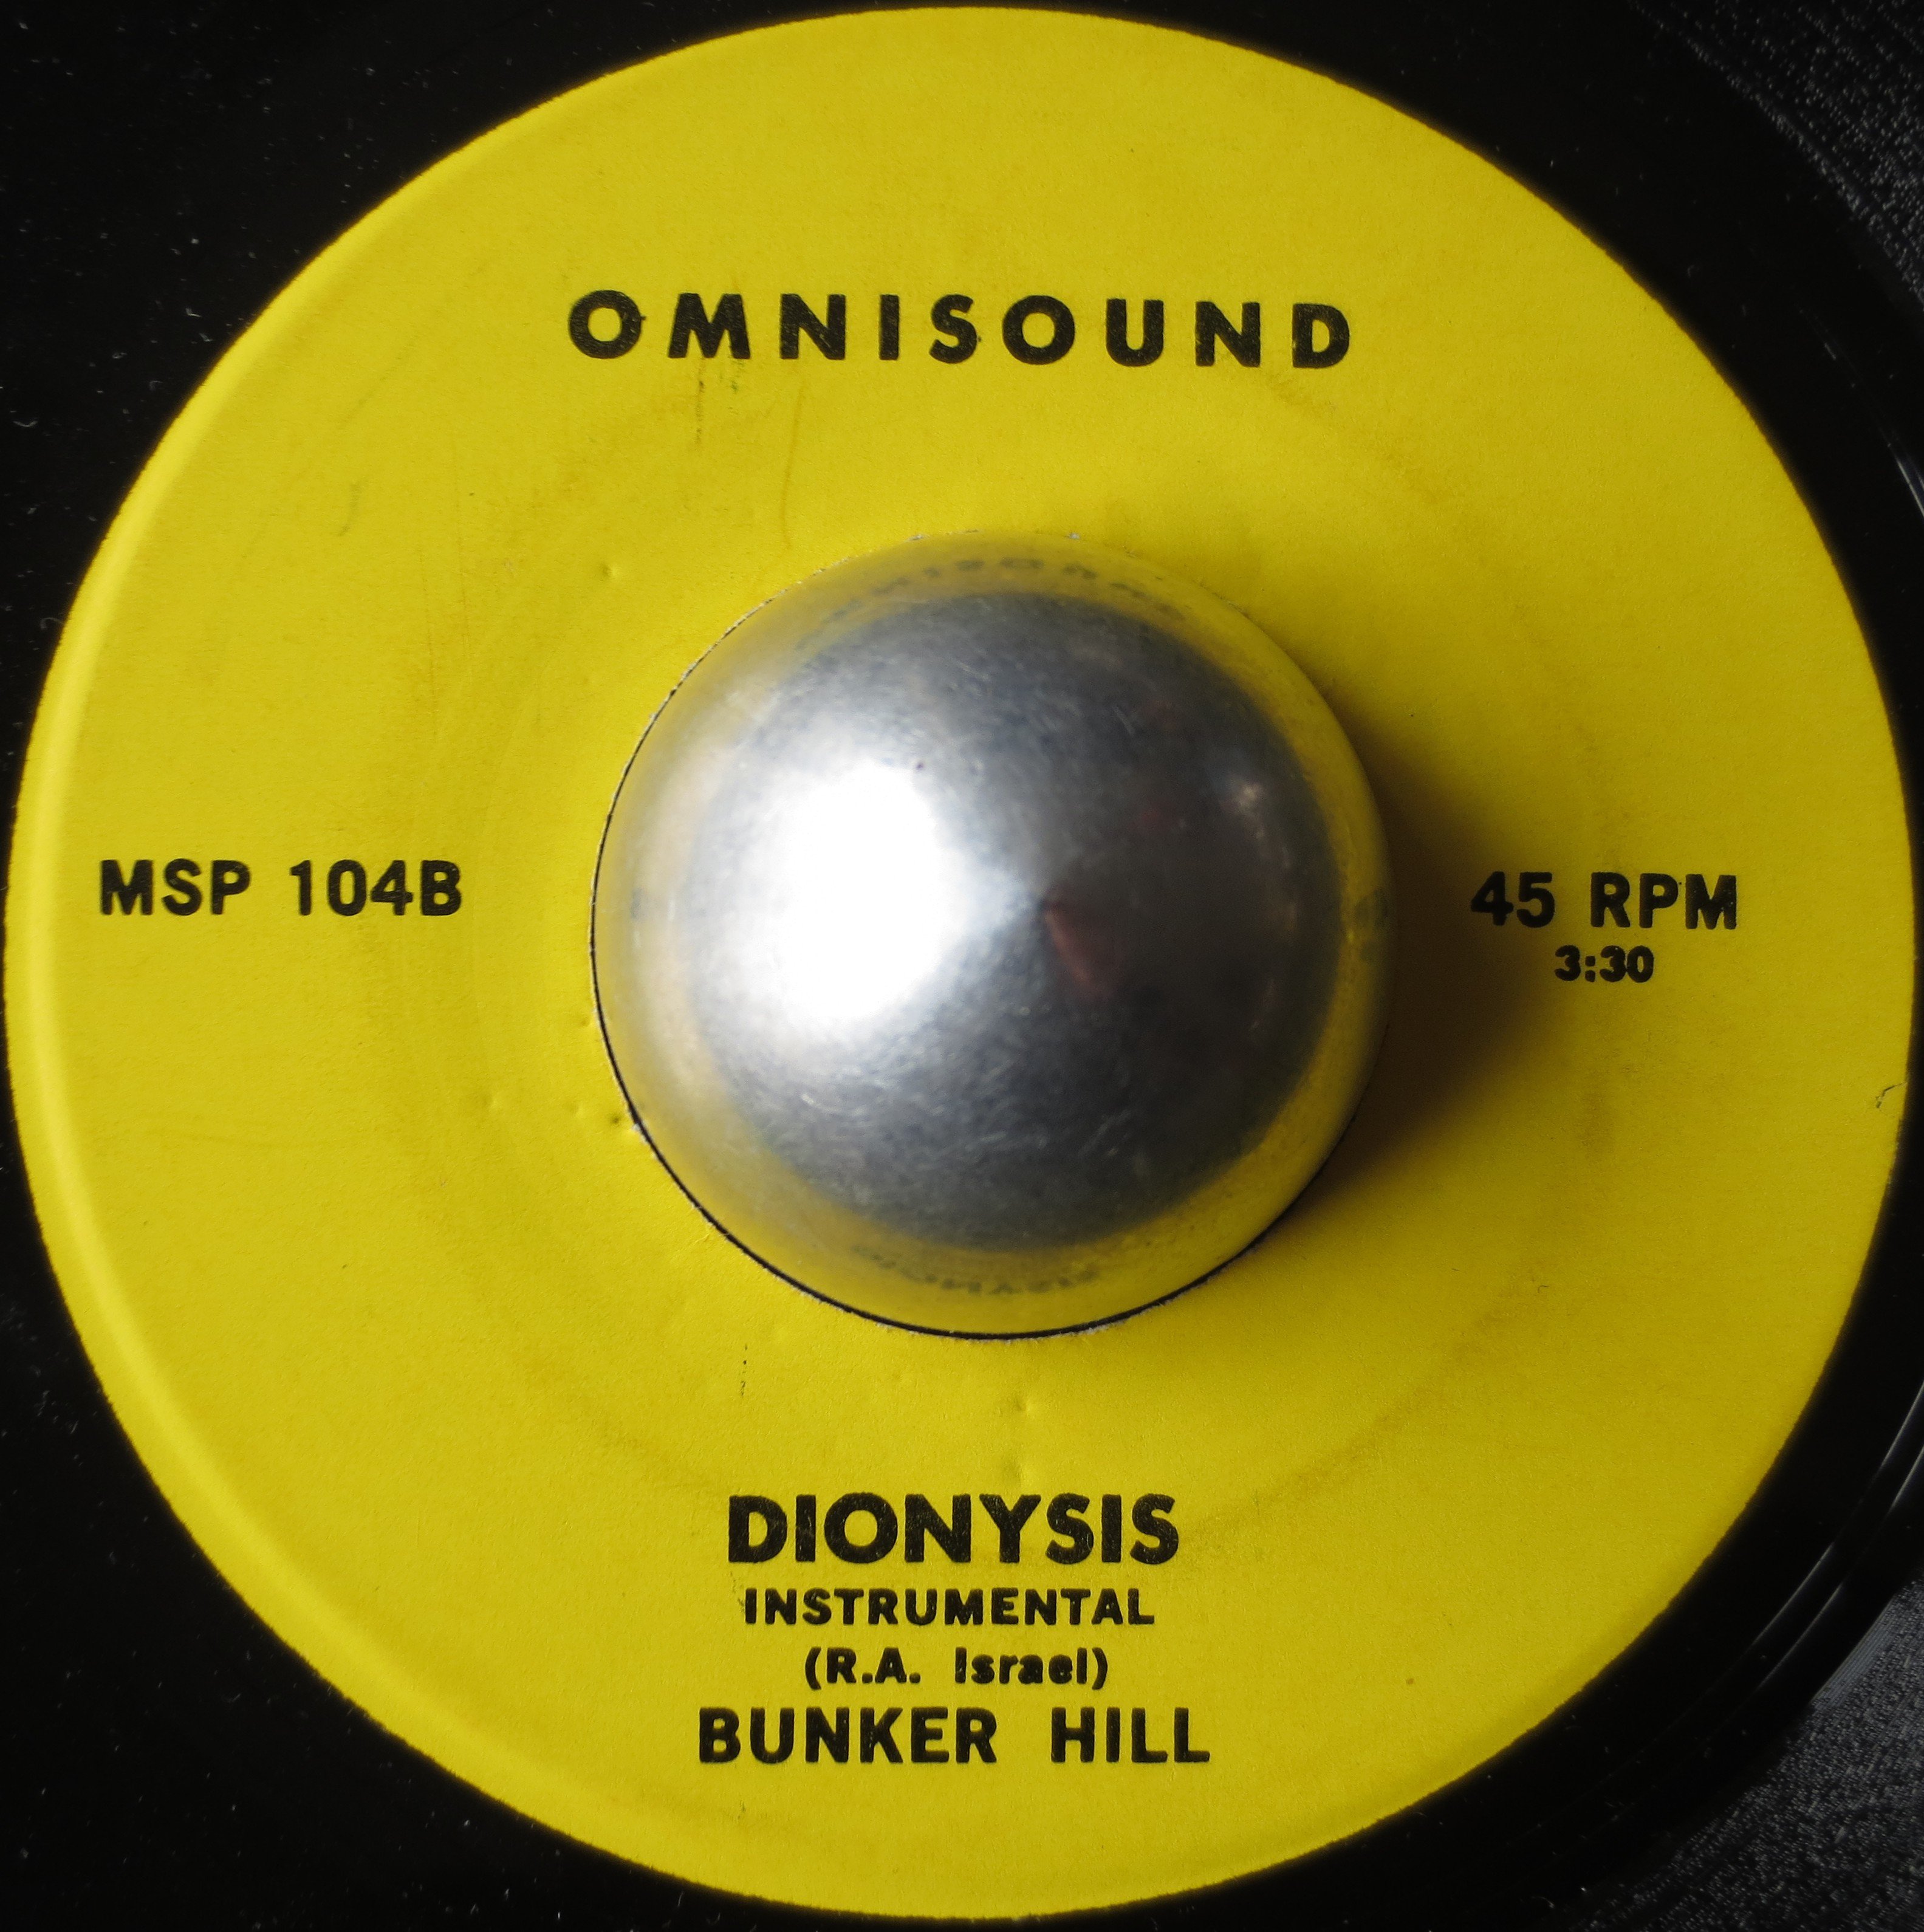 OMNISOUND
MSP 104B
45 RPM
3:30
DIONYSIS
INSTRUMENTAL
(R.A. Israel)
BUNKER HILL